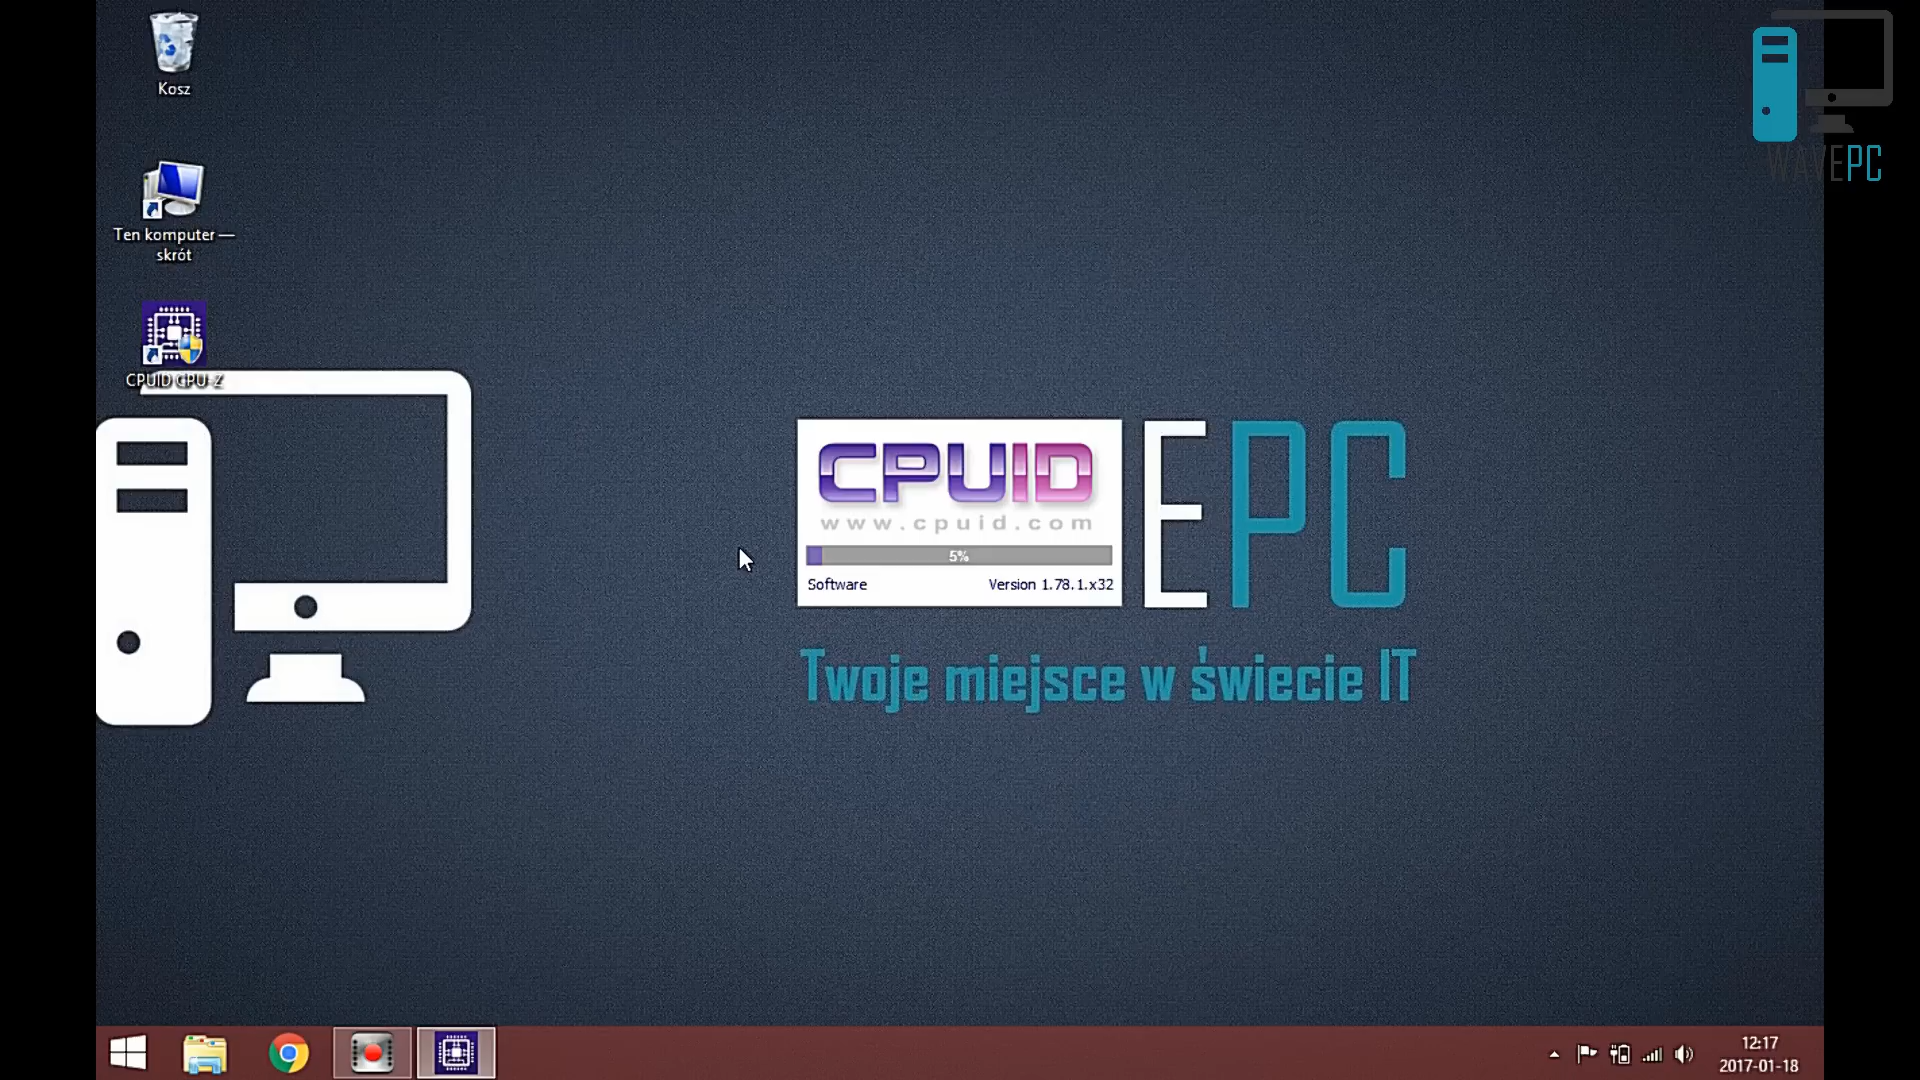 Kosz
WAVEPC
Ten komputer —
skrót
CPUID CPU-Z
CPUID
www.cpuid.com
5%
Software
Version 1.78.1.x32
EPC
Twoje miejsce w świecie IT
12:17
2017-01-18